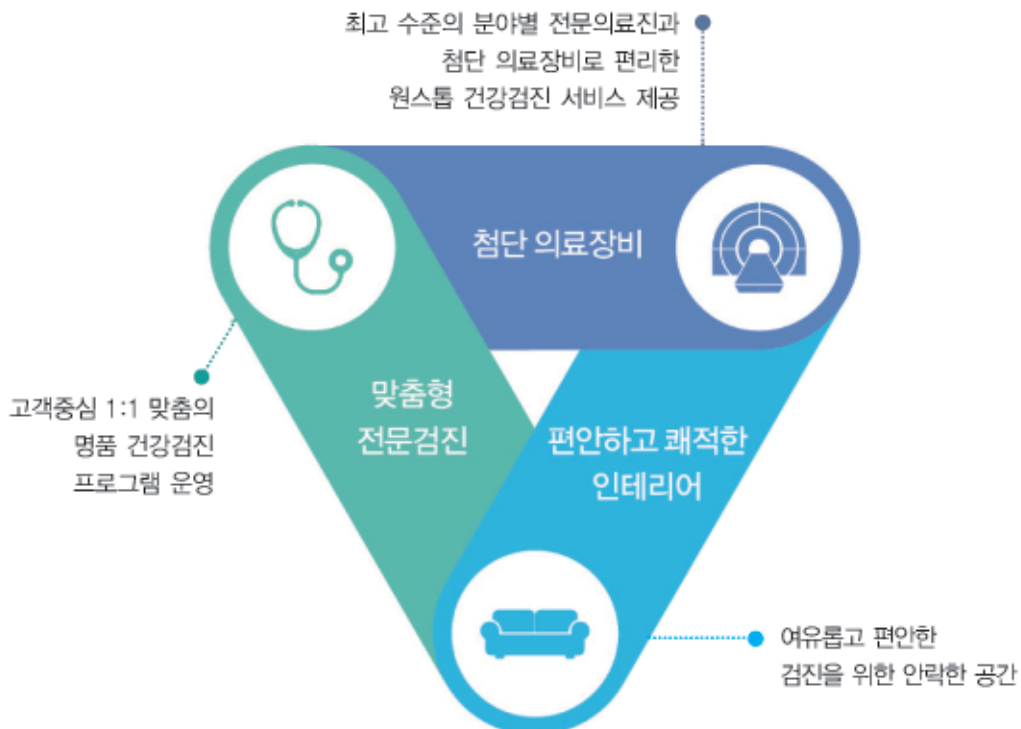 최고 수준의 분야별 전문의료진과
첨단 의료장비로 편리한
원스톱 건강검진 서비스 제공
첨단 의료장비
맞춤형
전문검진
편안하고 쾌적한
인테리어
고객중심 1:1 맞춤의
명품 건강검진
프로그램 운영
여유롭고 편안한
검진을 위한 안락한 공간